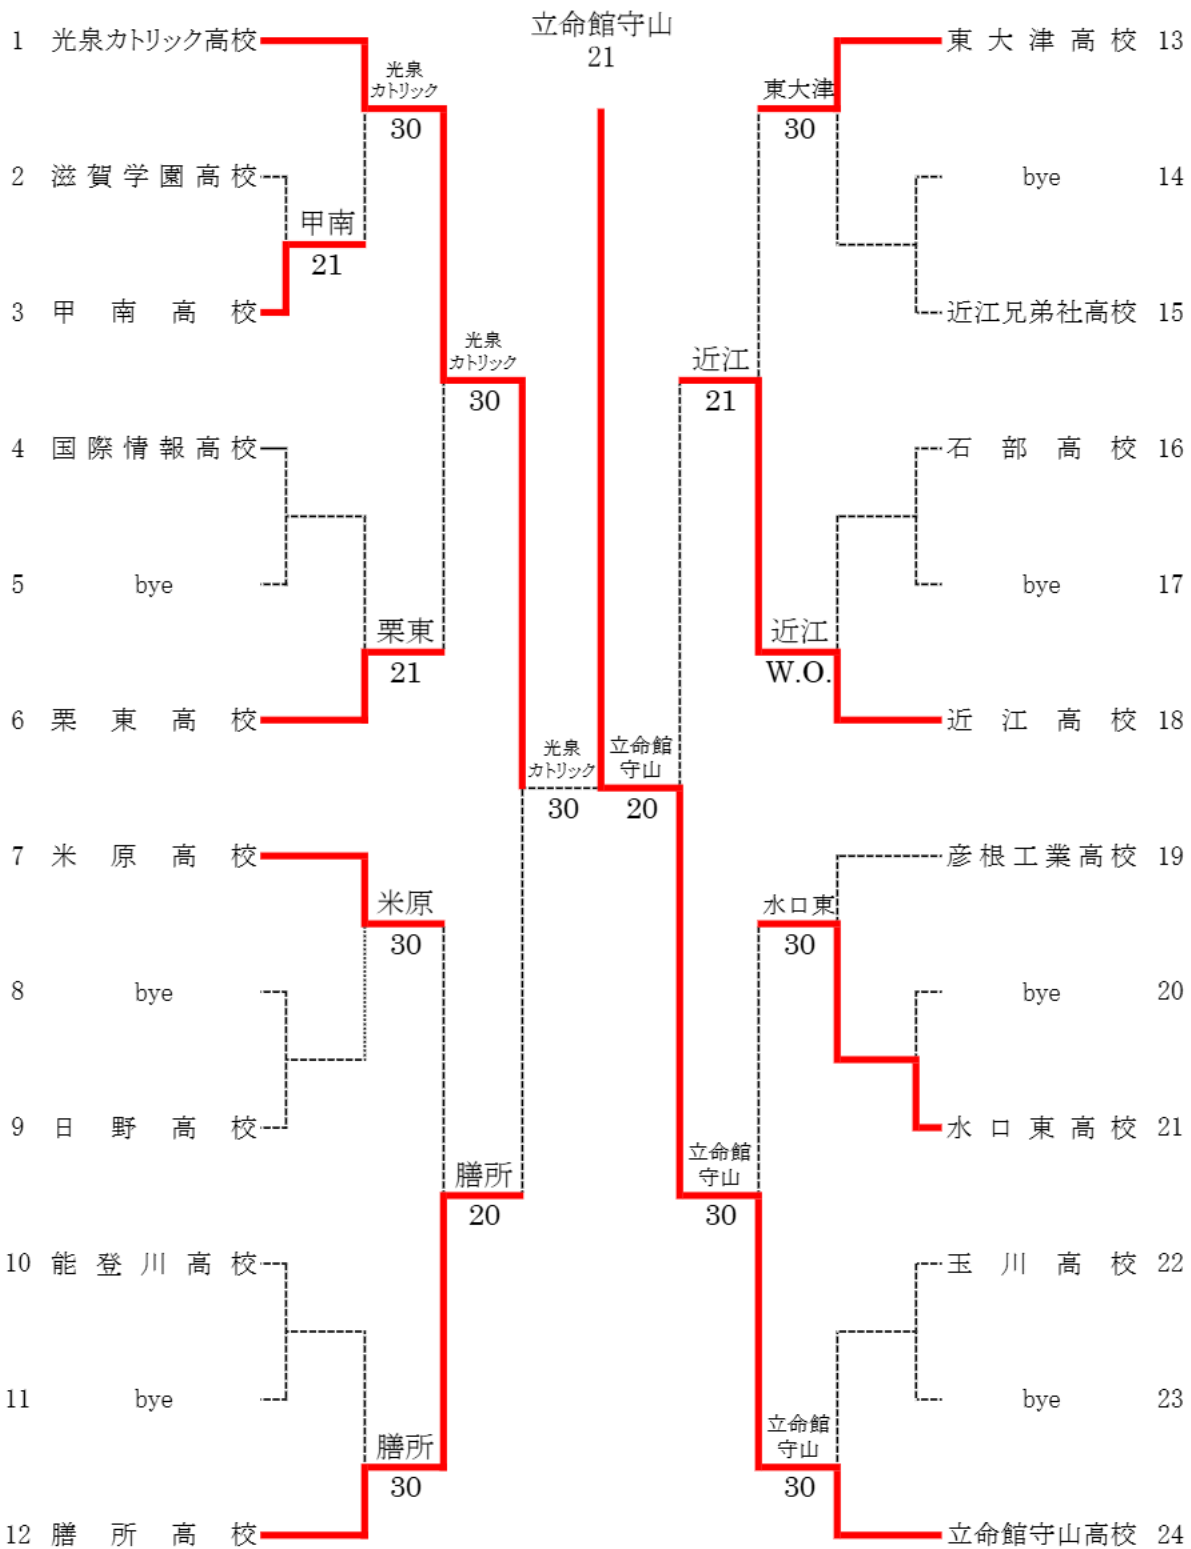 立命館守山
21
1 光泉カトリック高校
2 滋賀学園高校
3 甲南高校
4 国際情報高校
5 bye
6 栗東高校
7 米原高校
8 bye
9 日野高校
10 能登川高校
11 bye
12 膳所高校
光泉
カトリック
30
甲南
21
光泉
カトリック
30
栗東
21
光泉
カトリック
30
米原
30
膳所
20
膳所
30
立命館
守山
20
東大津
30
近江
21
近江
W.O.
水口東
30
立命館
守山
30
立命館
守山
30
東大津高校 13
bye 14
近江兄弟社高校 15
石部高校 16
bye 17
近江高校 18
彦根工業高校 19
bye 20
水口東高校 21
玉川高校 22
bye 23
立命館守山高校 24